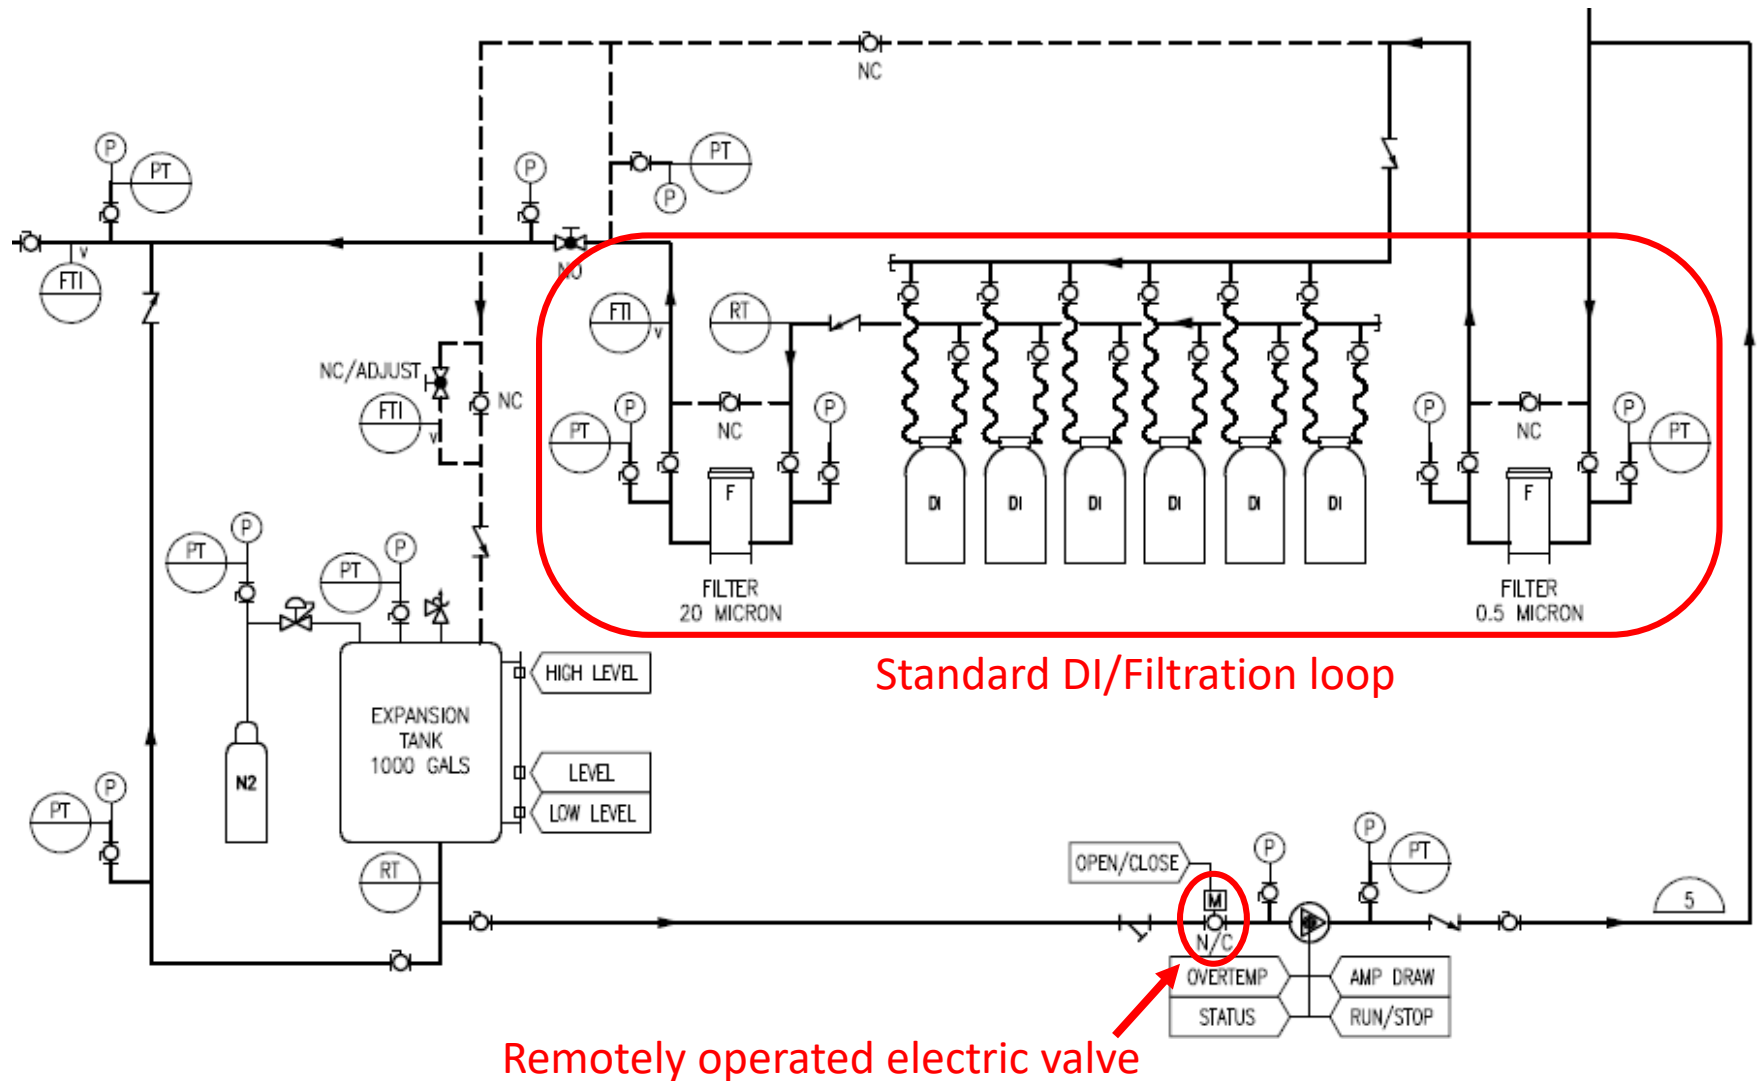 NC
P
PT
P
PT
P
NO
FTI
FTI
RT
NC/ADJUST
FTI
NC
P
PT
NC
P
P
NC
P
PT
F
DI
DI
DI
DI
DI
DI
F
FILTER
20 MICRON
FILTER
0.5 MICRON
P
PT
P
PT
Standard DI/Filtration loop
HIGH LEVEL
EXPANSION
TANK
1000 GALS
LEVEL
LOW LEVEL
N2
P
PT
RT
OPEN/CLOSE
M
N/C
P
P
PT
5
OVERTEMP
AMP DRAW
STATUS
RUN/STOP
Remotely operated electric valve
V
V
V